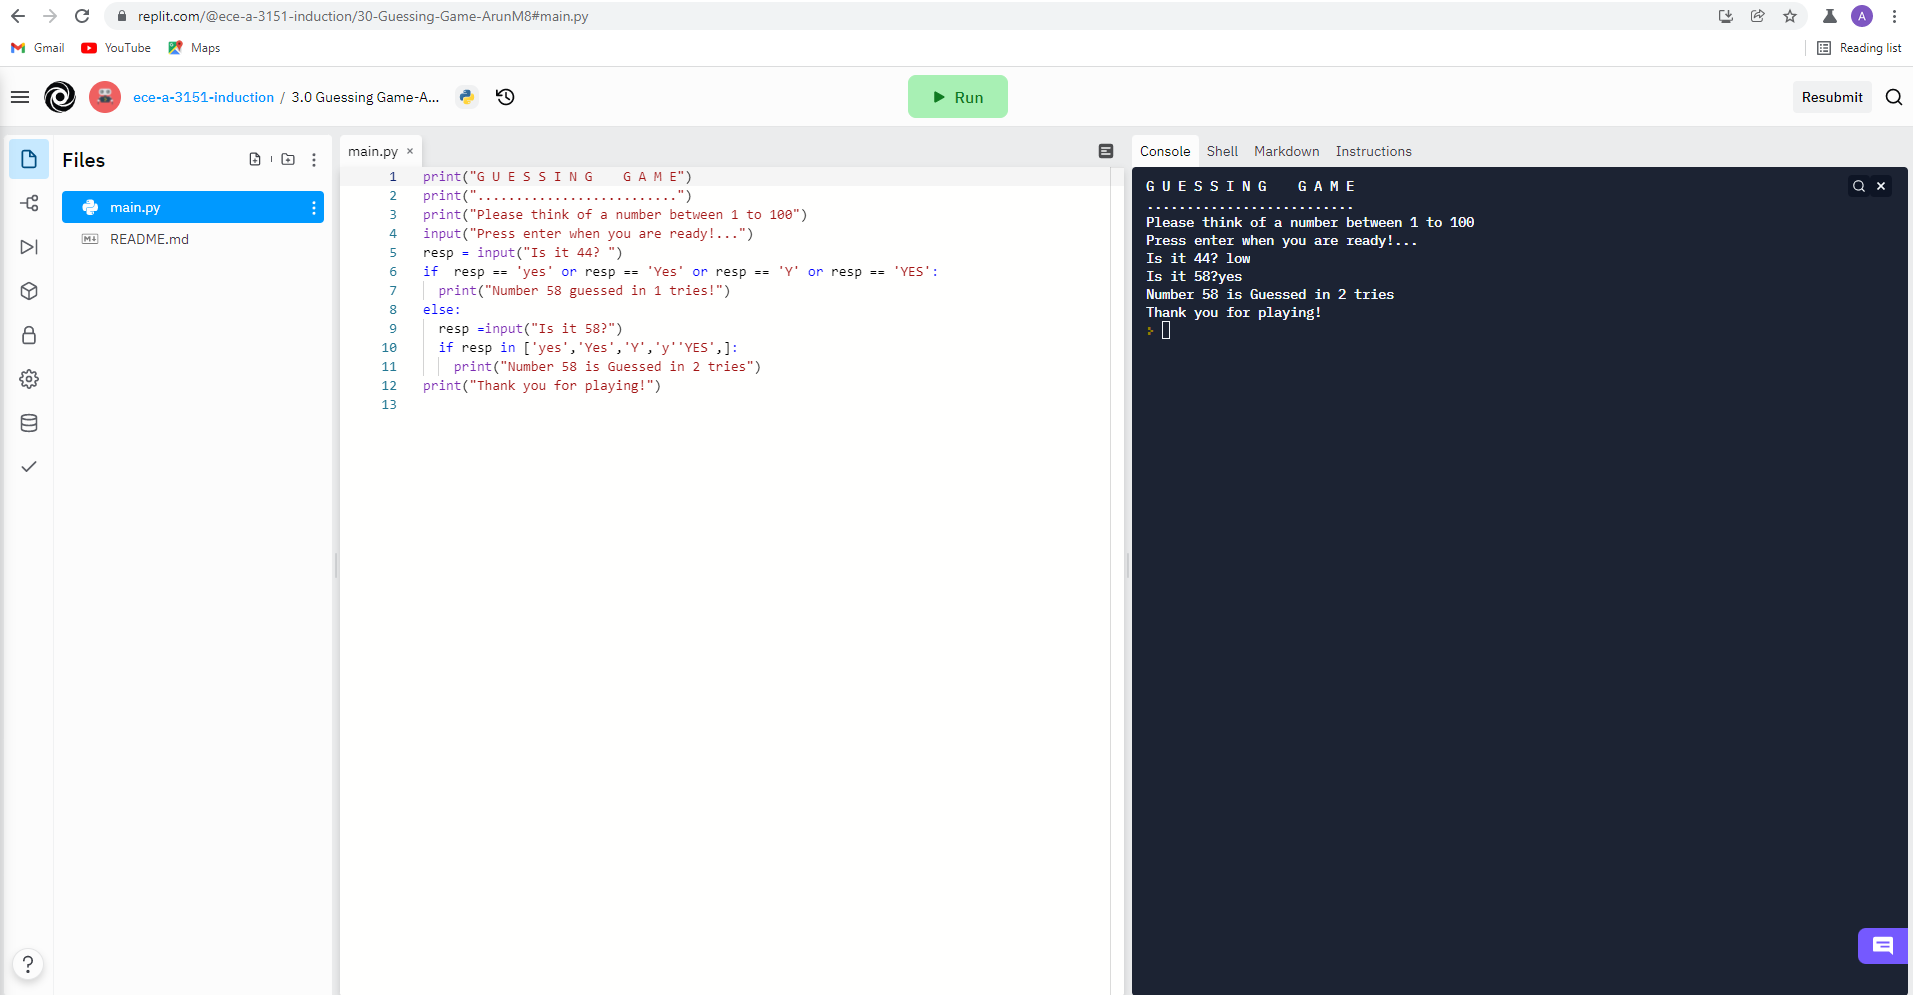 replit.com/@ece-a-3151-induction/30-Guessing-Game-ArunM8#main.py
A
Gmail YouTube Maps Reading list
ece-a-3151-induction / 3.0 Guessing Game-A... Run Resubmit
Files
main.py
README.md
main.py ×
1 print("G U E S S I N G    G A M E")
2 print("..........................")
3 print("Please think of a number between 1 to 100")
4 input("Press enter when you are ready!...")
5 resp = input("Is it 44? ")
6 if  resp == 'yes' or resp == 'Yes' or resp == 'Y' or resp == 'YES':
7   print("Number 58 guessed in 1 tries!")
8 else:
9   resp =input("Is it 58?")
10   if resp in ['yes','Yes','Y','y''YES',]:
11     print("Number 58 is Guessed in 2 tries")
12 print("Thank you for playing!")
13
Console Shell Markdown Instructions
G U E S S I N G    G A M E
..........................
Please think of a number between 1 to 100
Press enter when you are ready!...
Is it 44? low
Is it 58?yes
Number 58 is Guessed in 2 tries
Thank you for playing!
?